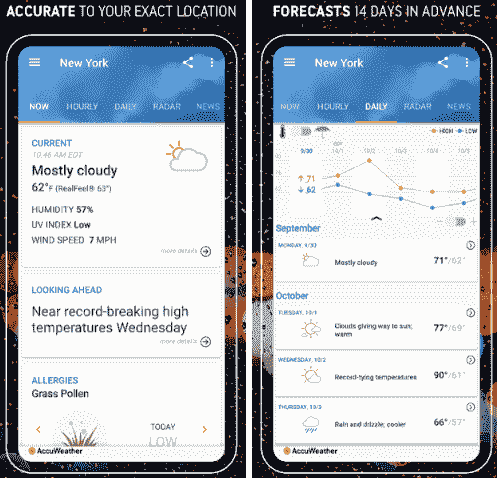 ACCURATE TO YOUR EXACT LOCATION
New York
NOW HOURLY DAILY RADAR NEWS
CURRENT
10:46 AM EDT
Mostly cloudy
62°F (RealFeel® 63°)
HUMIDITY 57%
UV INDEX Low
WIND SPEED 7 MPH
more details
LOOKING AHEAD
Near record-breaking high
temperatures Wednesday
more details
ALLERGIES
Grass Pollen
TODAY
LOW
AccuWeather
FORECASTS 14 DAYS IN ADVANCE
New York
NOW HOURLY DAILY RADAR NEWS
HIGH LOW
9/30 10/1 10/2 10/3 10/4 10/5
71
62
September
MONDAY, 9/30
Mostly cloudy 71°/62°
October
TUESDAY, 10/1
Clouds giving way to sun;
warm
77°/69°
WEDNESDAY, 10/2
Record-tying temperatures 90°/61°
THURSDAY, 10/3
Rain and drizzle; cooler 66°/57°
AccuWeather